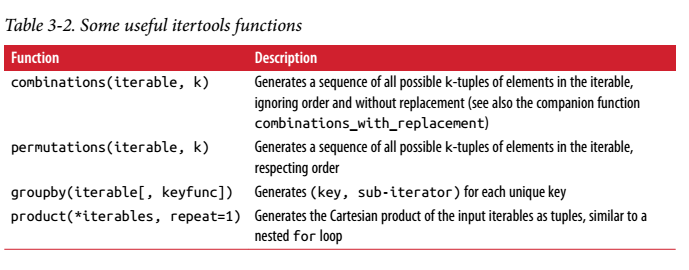 Table 3-2. Some useful itertools functions
Function Description
combinations(iterable, k) Generates a sequence of all possible k-tuples of elements in the iterable,
ignoring order and without replacement (see also the companion function
combinations_with_replacement)
permutations(iterable, k) Generates a sequence of all possible k-tuples of elements in the iterable,
respecting order
groupby(iterable[, keyfunc]) Generates (key, sub-iterator) for each unique key
product(*iterables, repeat=1) Generates the Cartesian product of the input iterables as tuples, similar to a
nested for loop